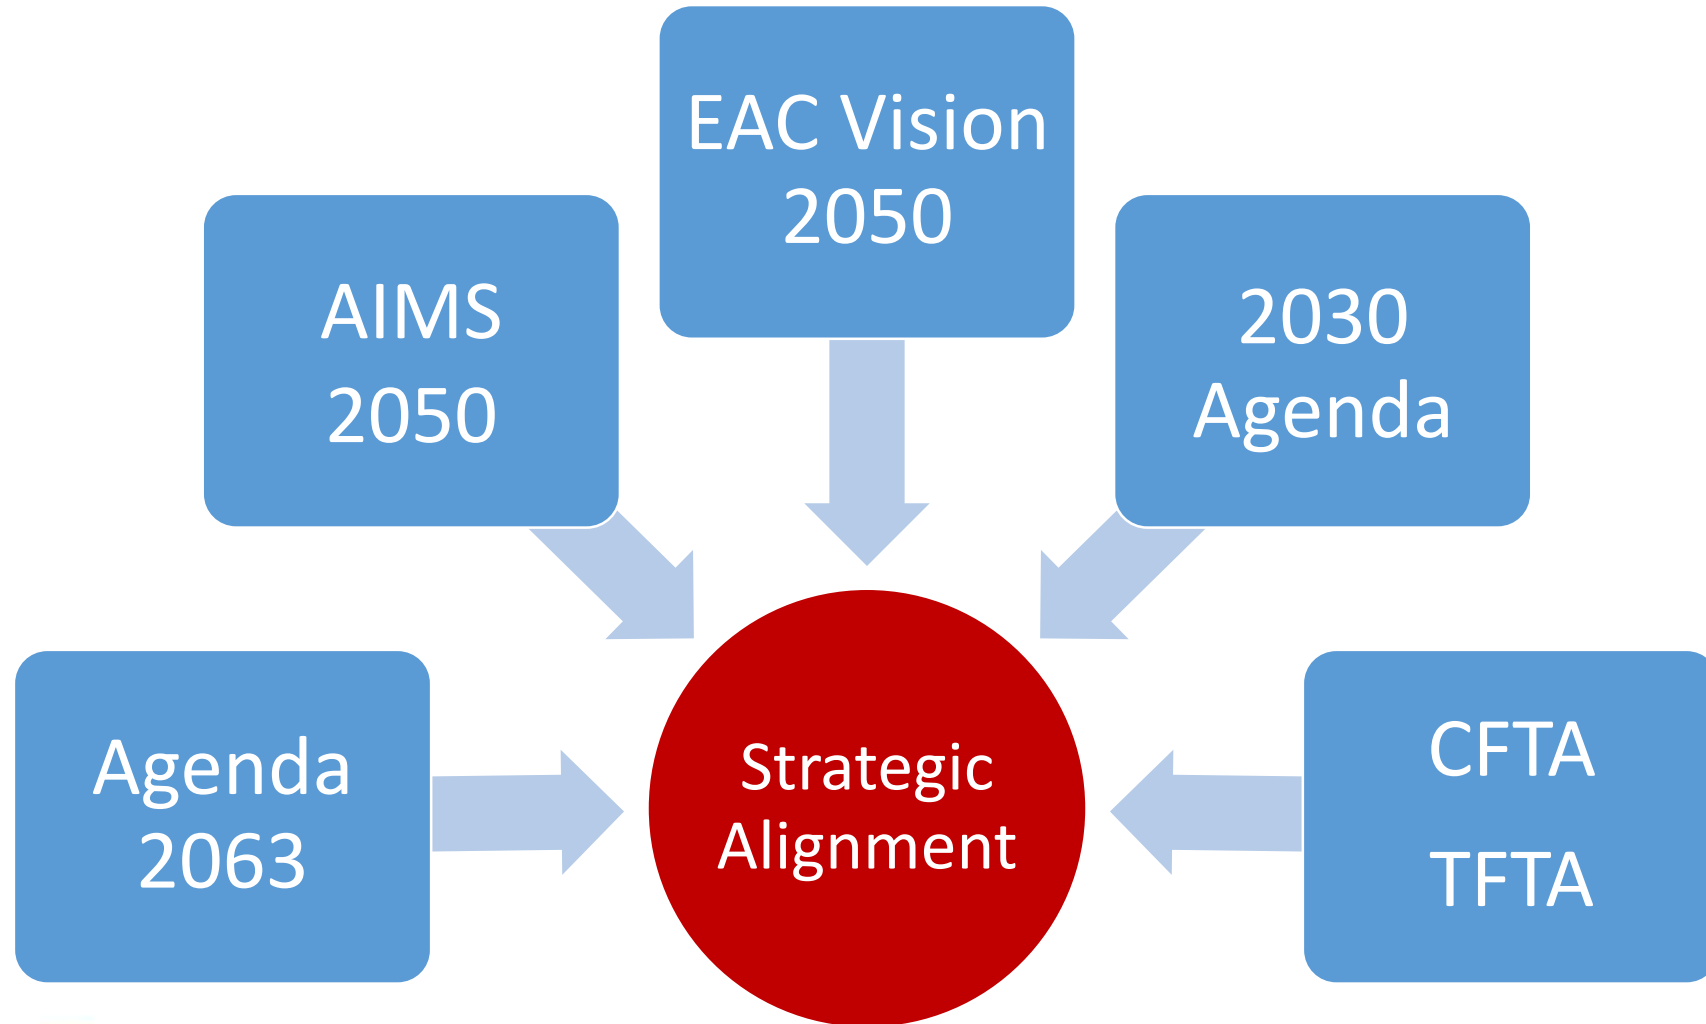 EAC Vision
2050
AIMS
2050
2030
Agenda
Agenda
2063
Strategic
Alignment
CFTA
TFTA